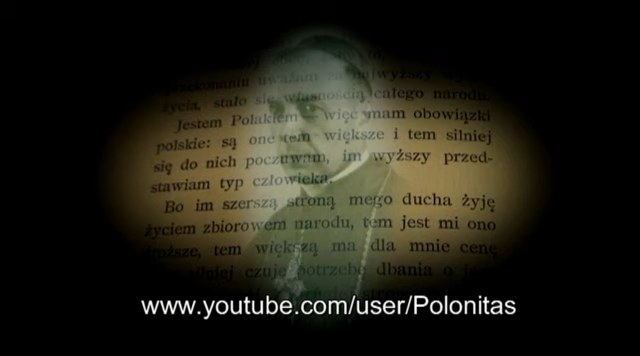 przekonaniu uważam za najwyższy
życia, stało się własnością całego narodu.
Jestem Polakiem – więc mam obowiązki
polskie: są one tem większe i tem silniej
się do nich poczuwam, im wyższy przed-
stawiam typ człowieka.
Bo im szerszą stroną mego ducha żyję
życiem zbiorowem narodu, tem jest mi ono
droższe, tem większą ma dla mnie cenę
silniej czuję potrzebę dbania o
www.youtube.com/user/Polonitas